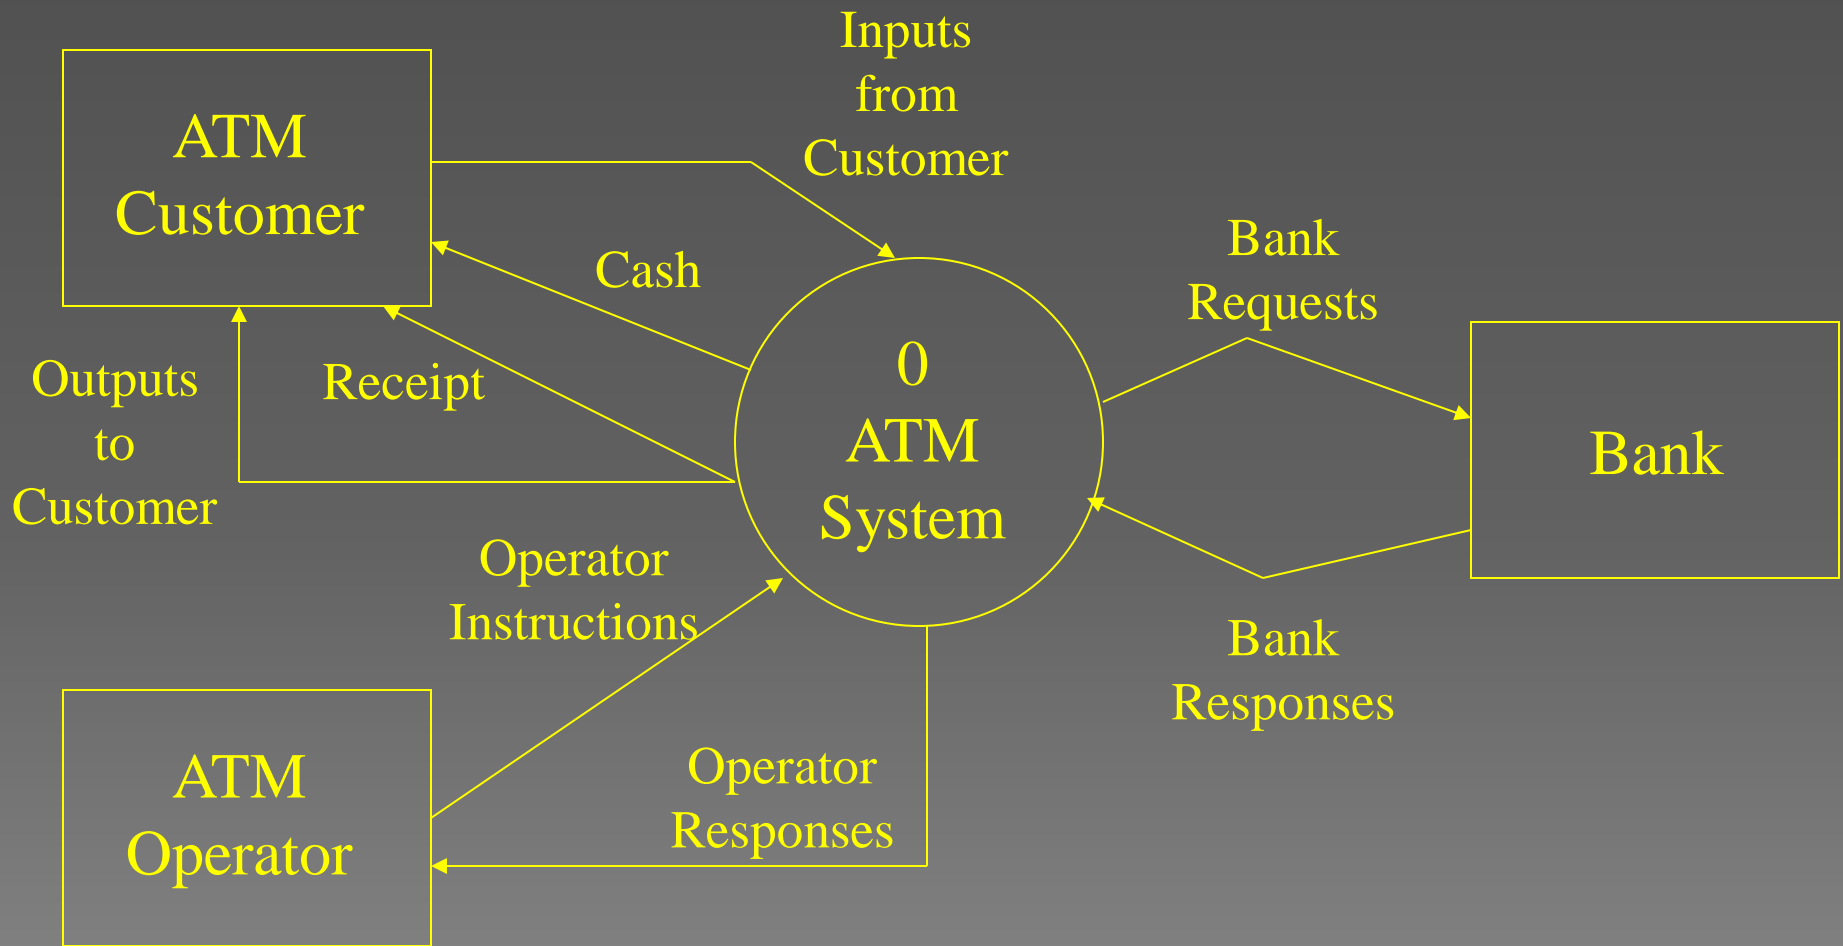 Inputs
from
Customer
ATM
Customer
Cash
Bank
Requests
Outputs
to
Customer
Receipt
0
ATM
System
Bank
Operator
Instructions
Bank
Responses
ATM
Operator
Operator
Responses